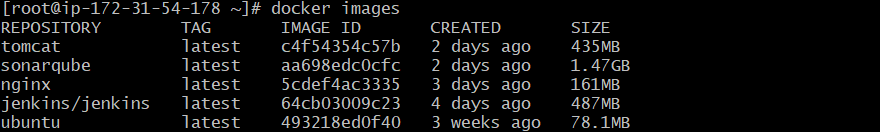 [root@ip-172-31-54-178 ~]# docker images
REPOSITORY TAG IMAGE ID CREATED SIZE
tomcat latest c4f54354c57b 2 days ago 435MB
sonarqube latest aa698edc0cfc 2 days ago 1.47GB
nginx latest 5cdef4ac3335 3 days ago 161MB
jenkins/jenkins latest 64cb03009c23 4 days ago 487MB
ubuntu latest 493218ed0f40 3 weeks ago 78.1MB